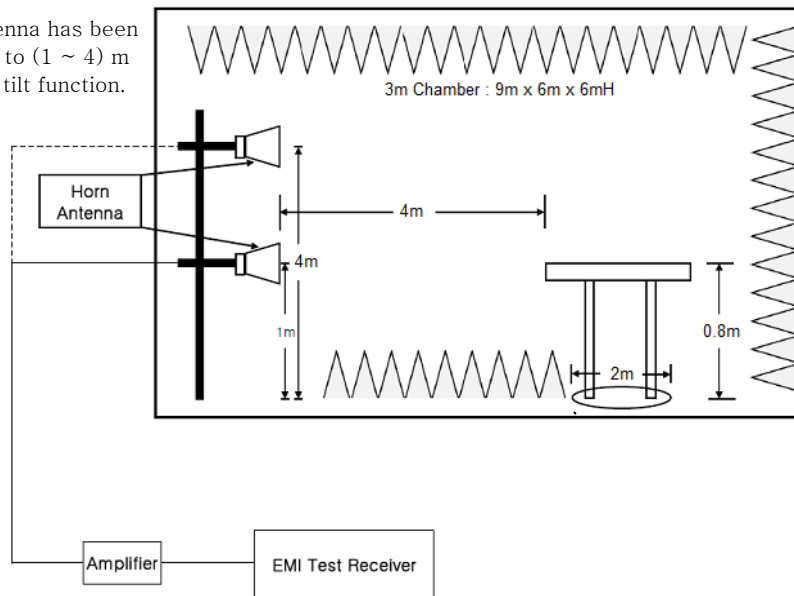 enna has been
to (1 ~ 4) m
tilt function.
3m Chamber : 9m x 6m x 6mH
Horn
Antenna
4m
4m
1m
0.8m
2m
Amplifier
EMI Test Receiver